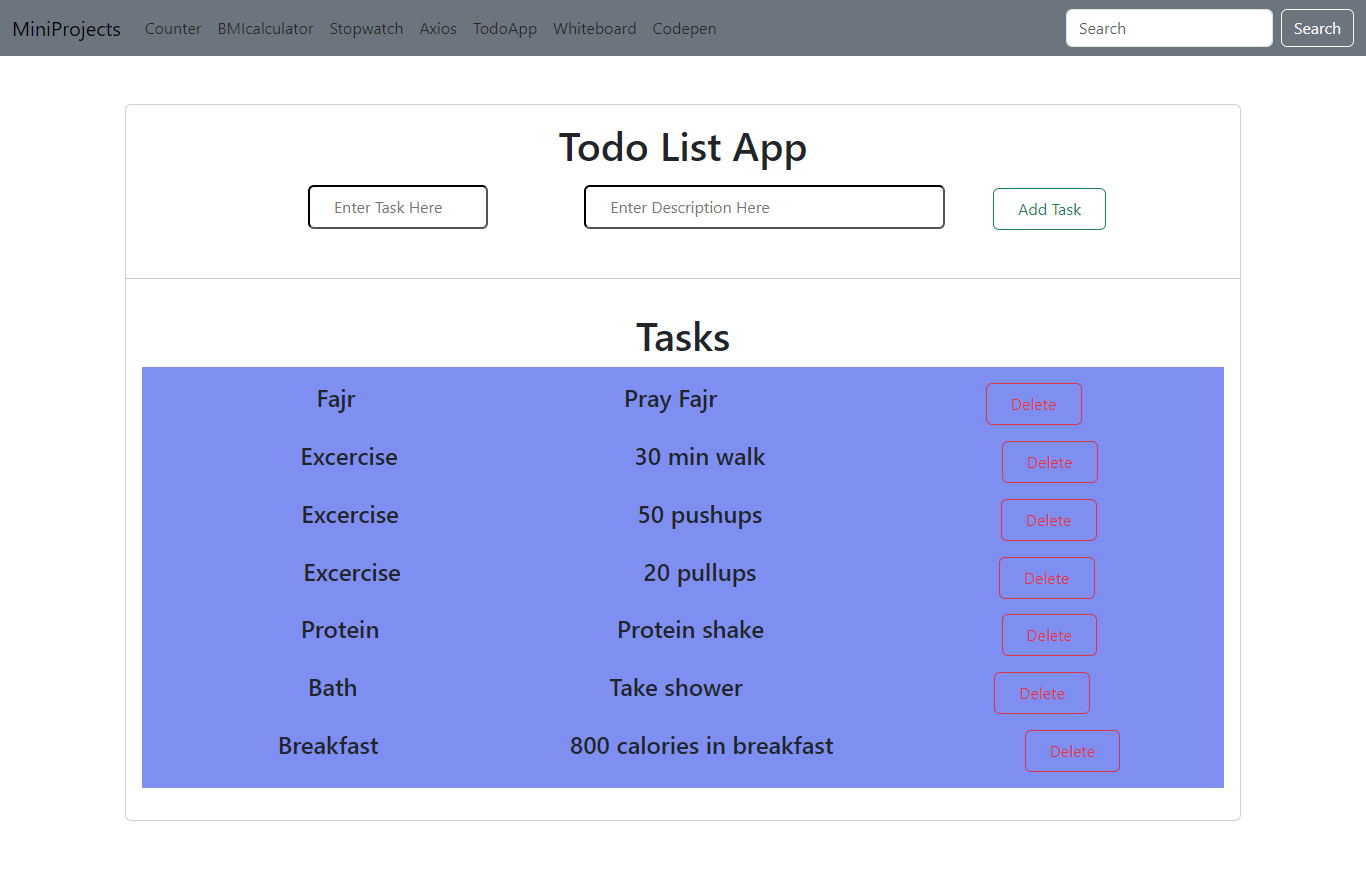 MiniProjects Counter BMIcalculator Stopwatch Axios TodoApp Whiteboard Codepen Search Search
Todo List App
Enter Task Here Enter Description Here Add Task
Tasks
Fajr Pray Fajr Delete
Excercise 30 min walk Delete
Excercise 50 pushups Delete
Excercise 20 pullups Delete
Protein Protein shake Delete
Bath Take shower Delete
Breakfast 800 calories in breakfast Delete